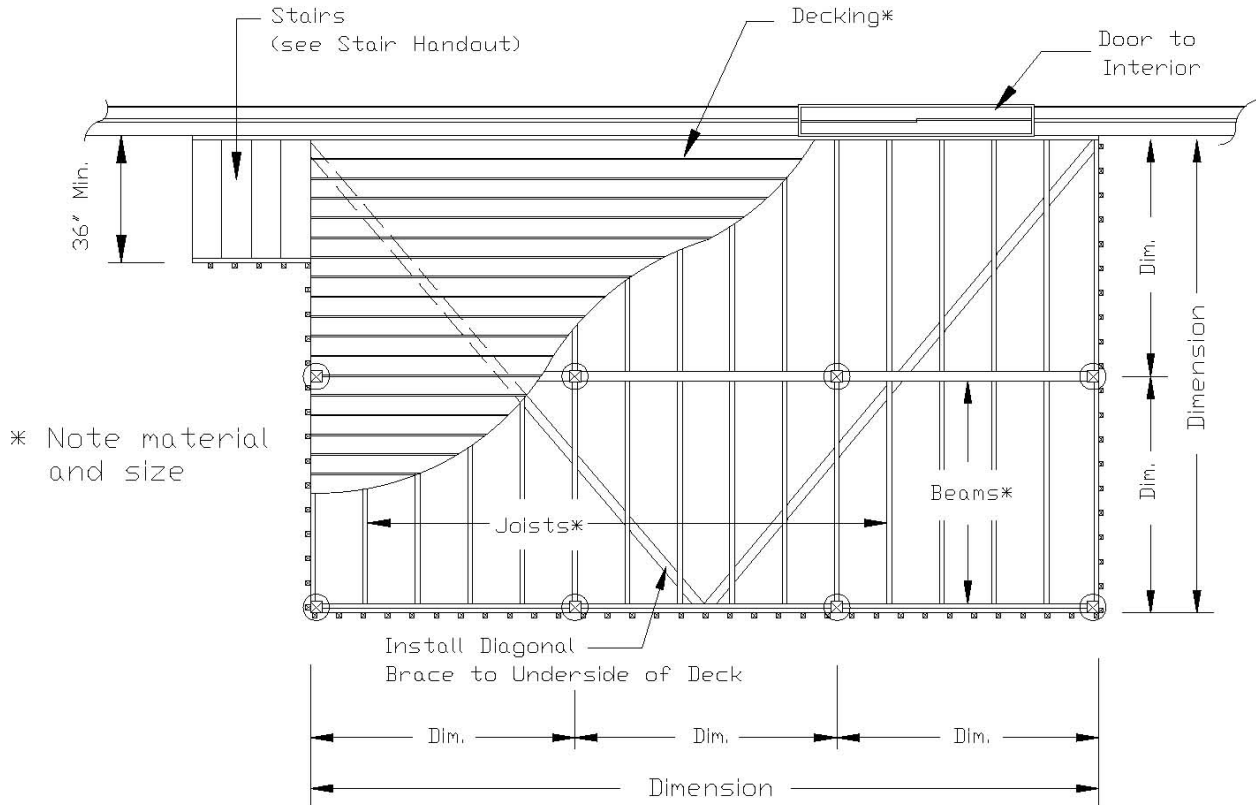 Stairs
(see Stair Handout)
Decking*
Door to
Interior
36" Min.
Dim.
Dimension
* Note material
and size
Joists*
Beams*
Dim.
Install Diagonal
Brace to Underside of Deck
Dim.
Dim.
Dim.
Dimension